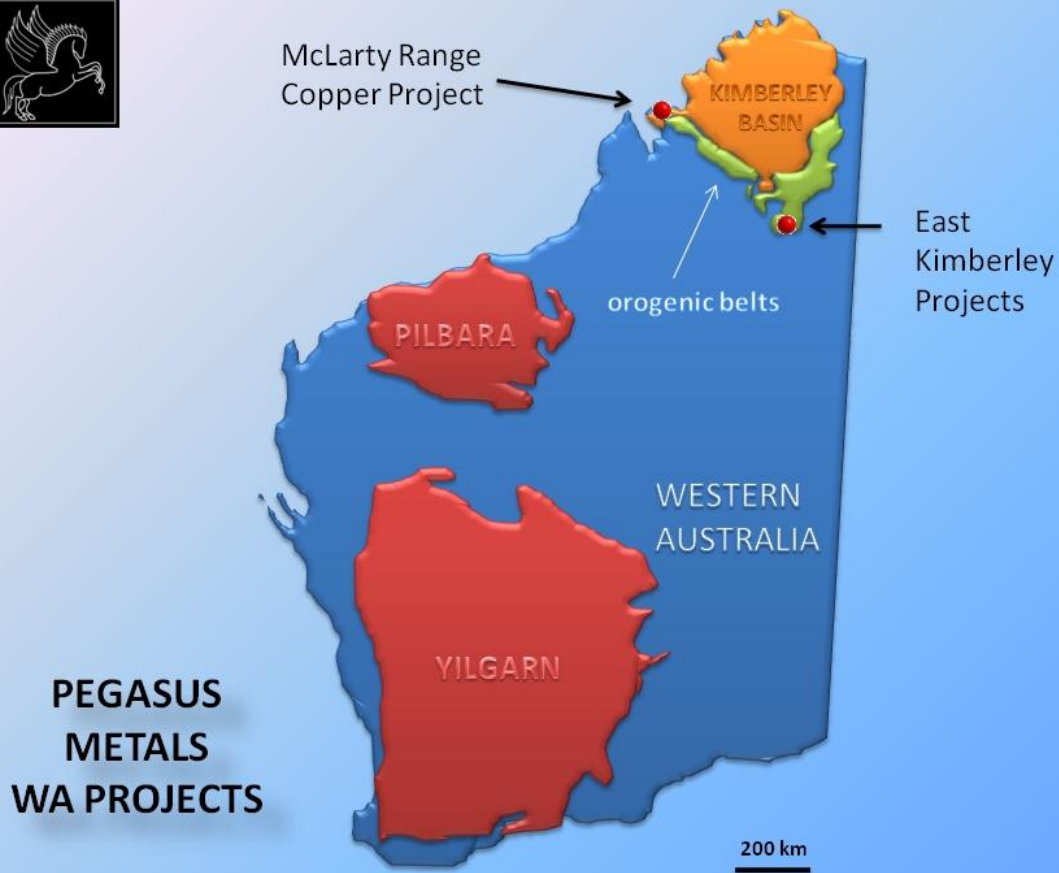 McLarty Range
Copper Project
KIMBERLEY
BASIN
East
Kimberley
Projects
orogenic belts
PILBARA
WESTERN
AUSTRALIA
YILGARN
PEGASUS
METALS
WA PROJECTS
200 km